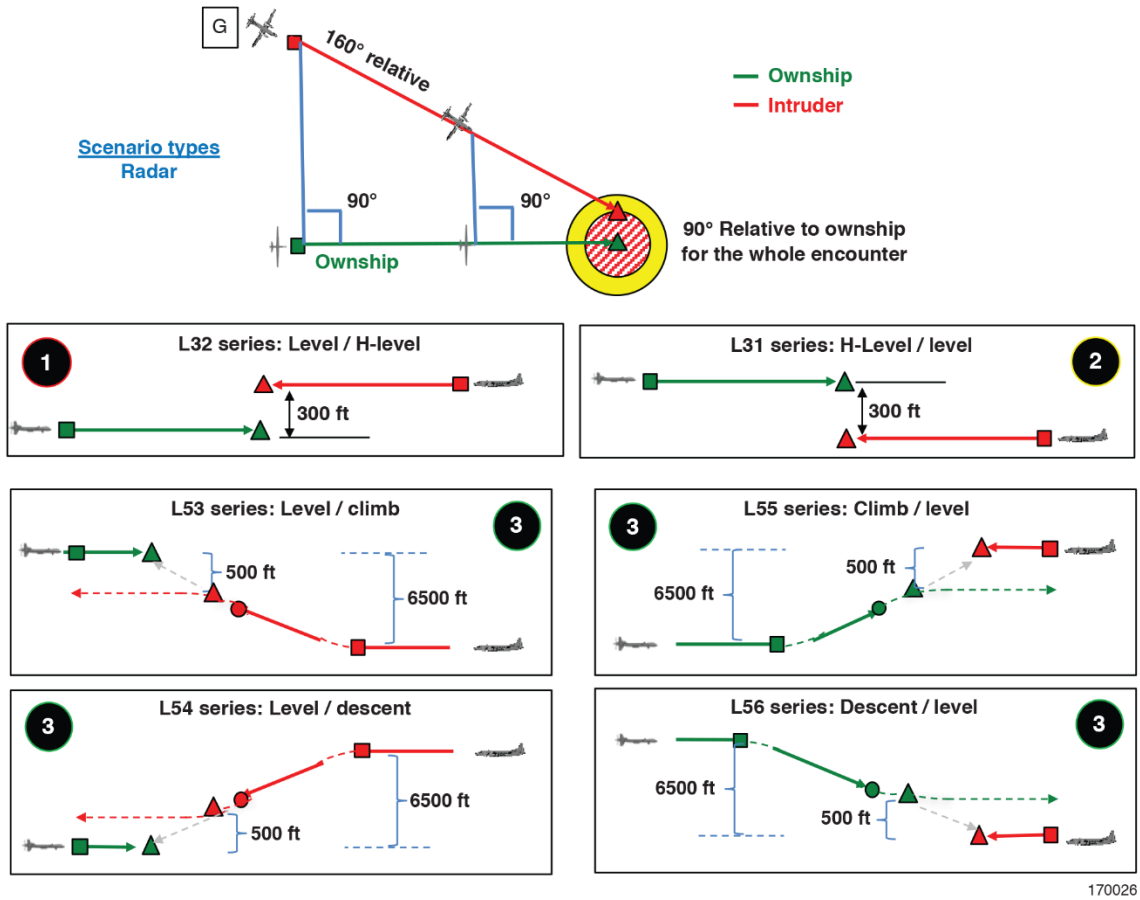 G
160° relative
Ownship
Intruder
Scenario types
Radar
90°
90°
90° Relative to ownship
for the whole encounter
Ownship
1
L32 series: Level / H-level
300 ft
L31 series: H-Level / level
2
300 ft
L53 series: Level / climb
3
500 ft
6500 ft
3
L55 series: Climb / level
500 ft
6500 ft
L54 series: Level / descent
3
6500 ft
500 ft
L56 series: Descent / level
3
6500 ft
500 ft
170026